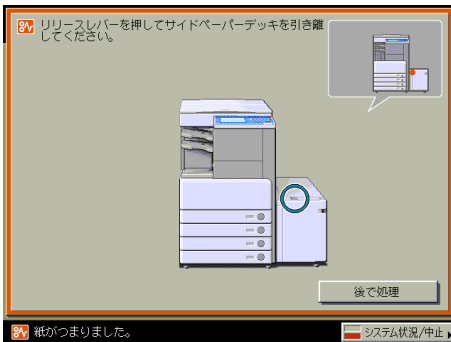 リリースレバーを押してサイドペーパーデッキを引き離
してください。
後で処理
紙がつまりました。
システム状況/中止